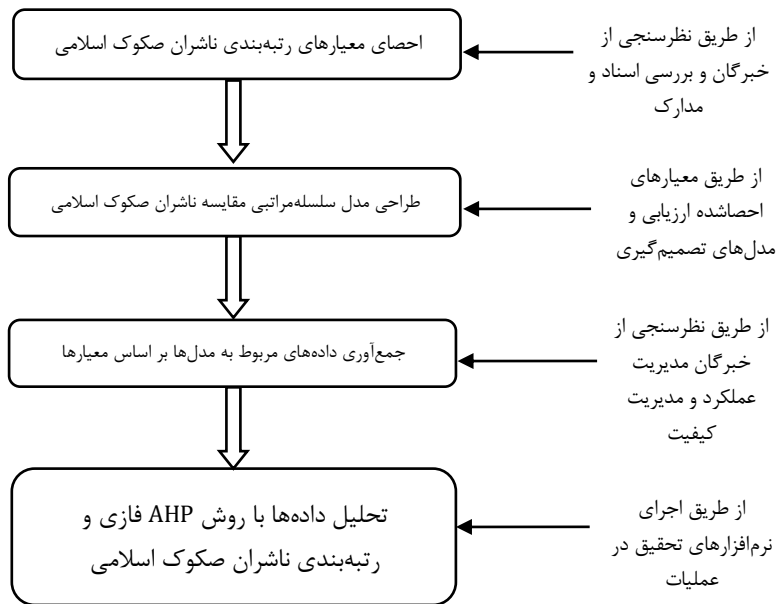 احصای معیارهای رتبه‌بندی ناشران صکوک اسلامی
از طریق نظرسنجی از
خبرگان و بررسی اسناد و
مدارک
طراحی مدل سلسله‌مراتبی مقایسه ناشران صکوک اسلامی
از طریق معیارهای
احصاشده ارزیابی و
مدل‌های تصمیم‌گیری
جمع‌آوری داده‌های مربوط به مدل‌ها بر اساس معیارها
از طریق نظرسنجی از
خبرگان مدیریت
عملکرد و مدیریت
کیفیت
تحلیل داده‌ها با روش AHP فازی و
رتبه‌بندی ناشران صکوک اسلامی
از طریق اجرای
نرم‌افزارهای تحقیق در
عملیات